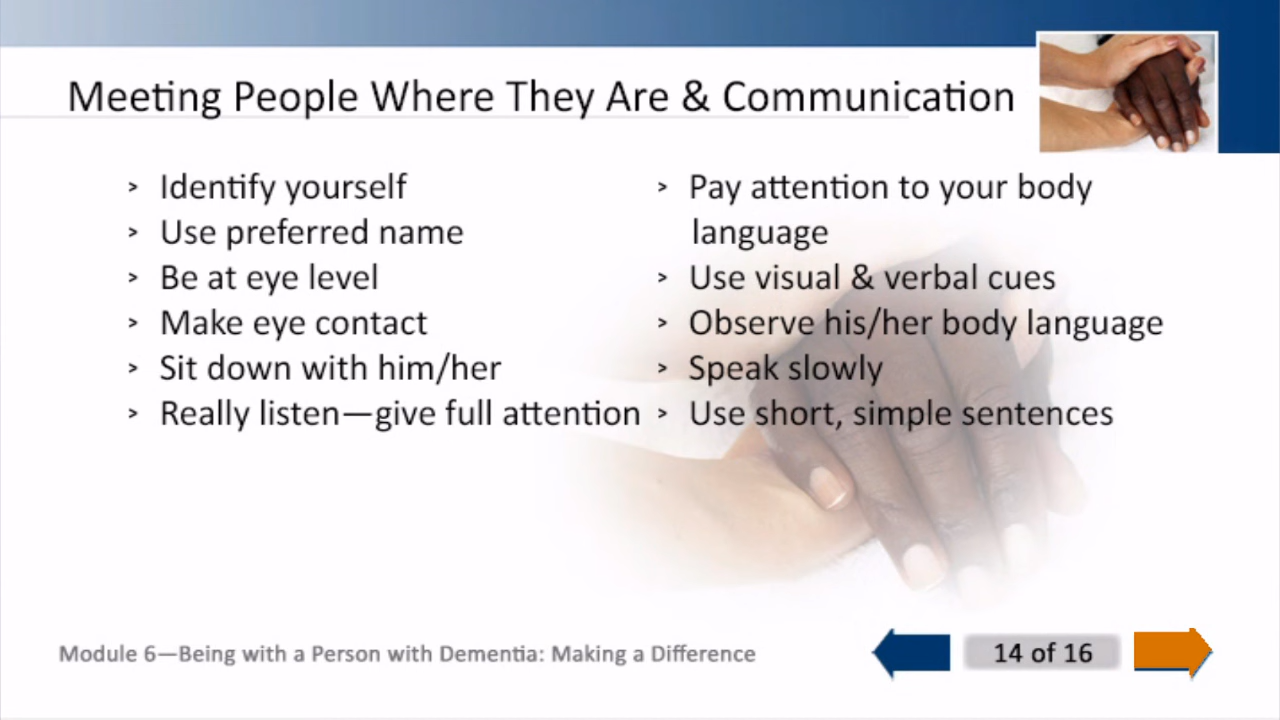 Meeting People Where They Are & Communication
> Identify yourself
> Use preferred name
> Be at eye level
> Make eye contact
> Sit down with him/her
> Really listen—give full attention
> Pay attention to your body
language
> Use visual & verbal cues
> Observe his/her body language
> Speak slowly
> Use short, simple sentences
Module 6—Being with a Person with Dementia: Making a Difference
14 of 16